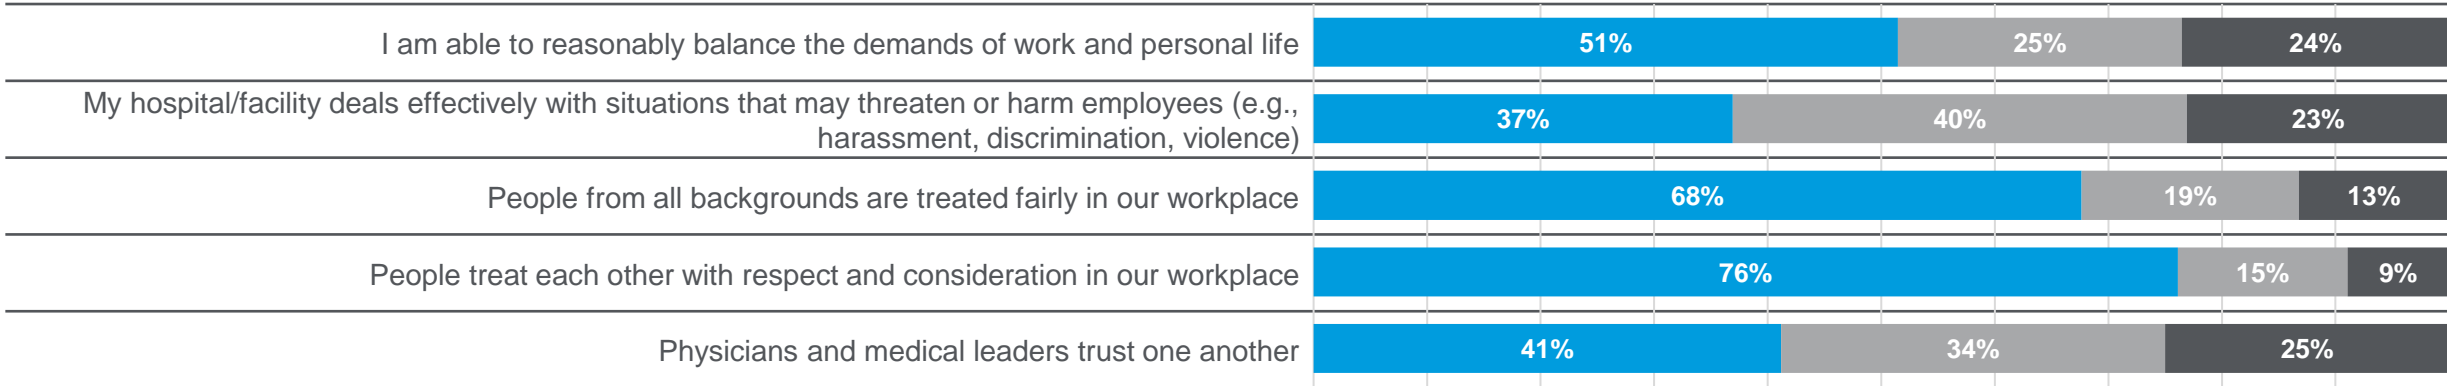 I am able to reasonably balance the demands of work and personal life
51% 25% 24%
My hospital/facility deals effectively with situations that may threaten or harm employees (e.g.,
harassment, discrimination, violence)
37% 40% 23%
People from all backgrounds are treated fairly in our workplace
68% 19% 13%
People treat each other with respect and consideration in our workplace
76% 15% 9%
Physicians and medical leaders trust one another
41% 34% 25%